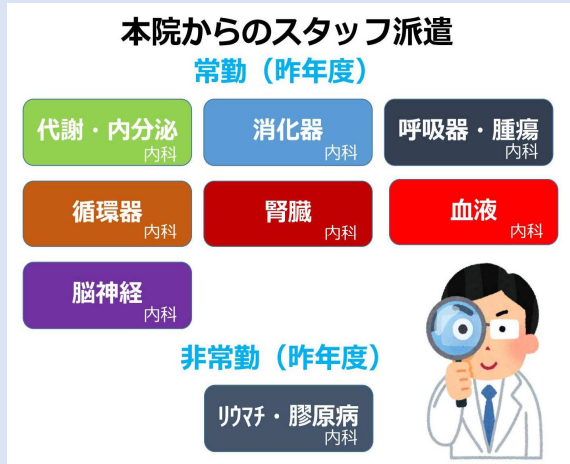 本院からのスタッフ派遣
常勤（昨年度）
代謝・内分泌
内科
消化器
内科
呼吸器・腫瘍
内科
循環器
内科
腎臓
内科
血液
内科
脳神経
内科
非常勤（昨年度）
ﾘｳﾏﾁ・膠原病
内科